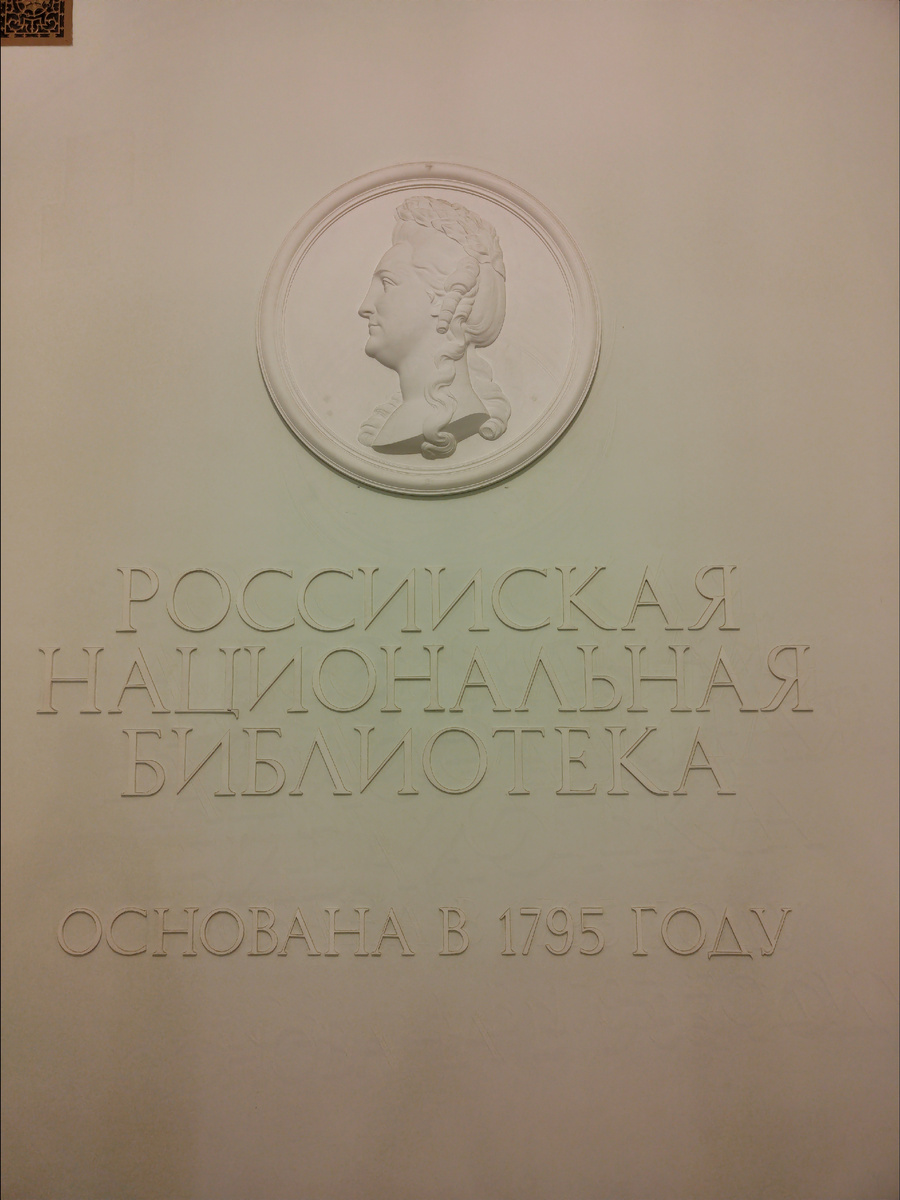 РОССИИСКАЯ
НАЦИОНАЛЬНАЯ
БИБЛИОТЕКА
ОСНОВАНА В 1795 ГОДУ